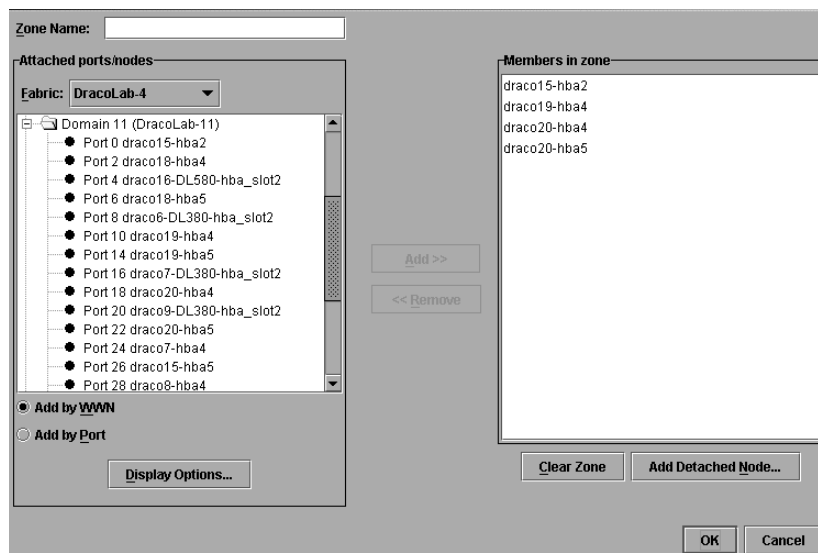 Zone Name:
Attached ports/nodes
Fabric: DracoLab-4
Domain 11 (DracoLab-11)
Port 0 draco15-hba2
Port 2 draco18-hba4
Port 4 draco16-DL580-hba_slot2
Port 6 draco18-hba5
Port 8 draco6-DL380-hba_slot2
Port 10 draco19-hba4
Port 14 draco19-hba5
Port 16 draco7-DL380-hba_slot2
Port 18 draco20-hba4
Port 20 draco9-DL380-hba_slot2
Port 22 draco20-hba5
Port 24 draco7-hba4
Port 26 draco15-hba5
Port 28 draco8-hba4
Add by WWN
Add by Port
Display Options...
Add >>
<< Remove
Members in zone
draco15-hba2
draco19-hba4
draco20-hba4
draco20-hba5
Clear Zone
Add Detached Node...
OK
Cancel